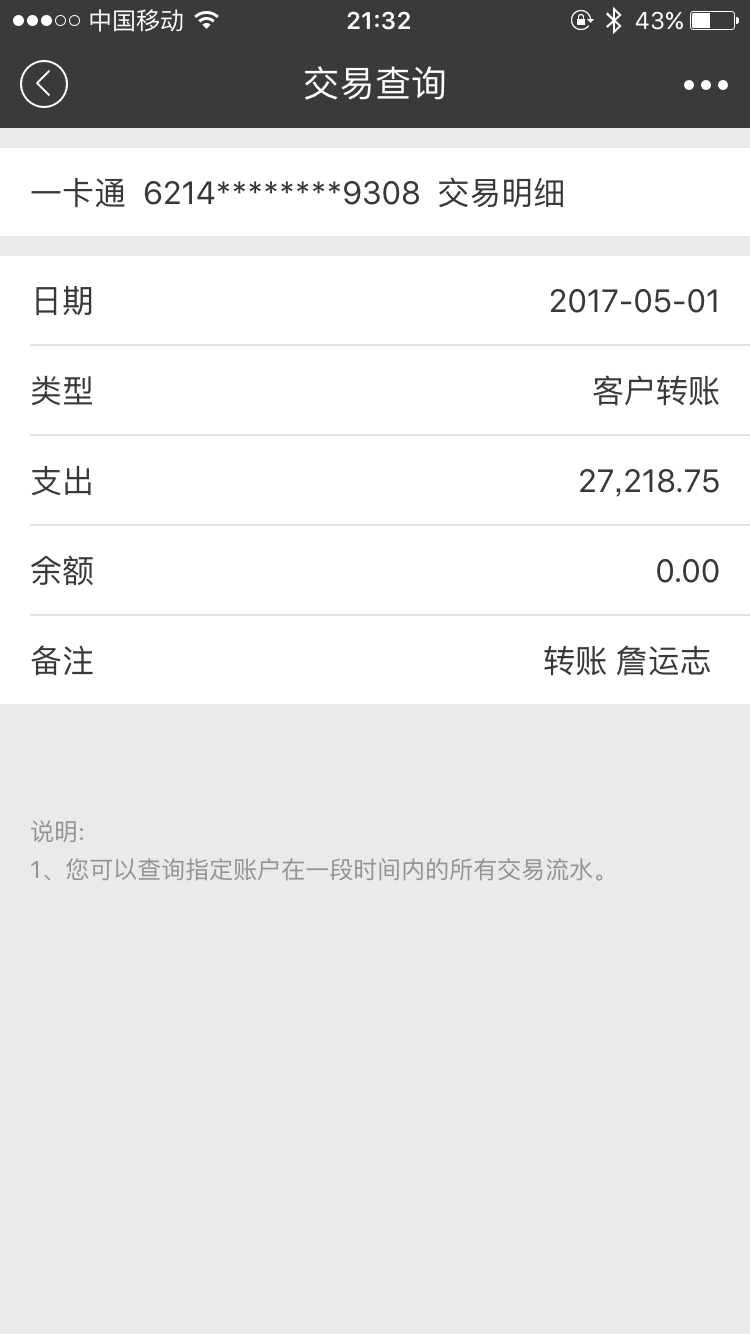 中国移动 21:32 43%
交易查询
一卡通 6214********9308 交易明细
日期 2017-05-01
类型 客户转账
支出 27,218.75
余额 0.00
备注 转账 詹运志
说明:
1、您可以查询指定账户在一段时间内的所有交易流水。